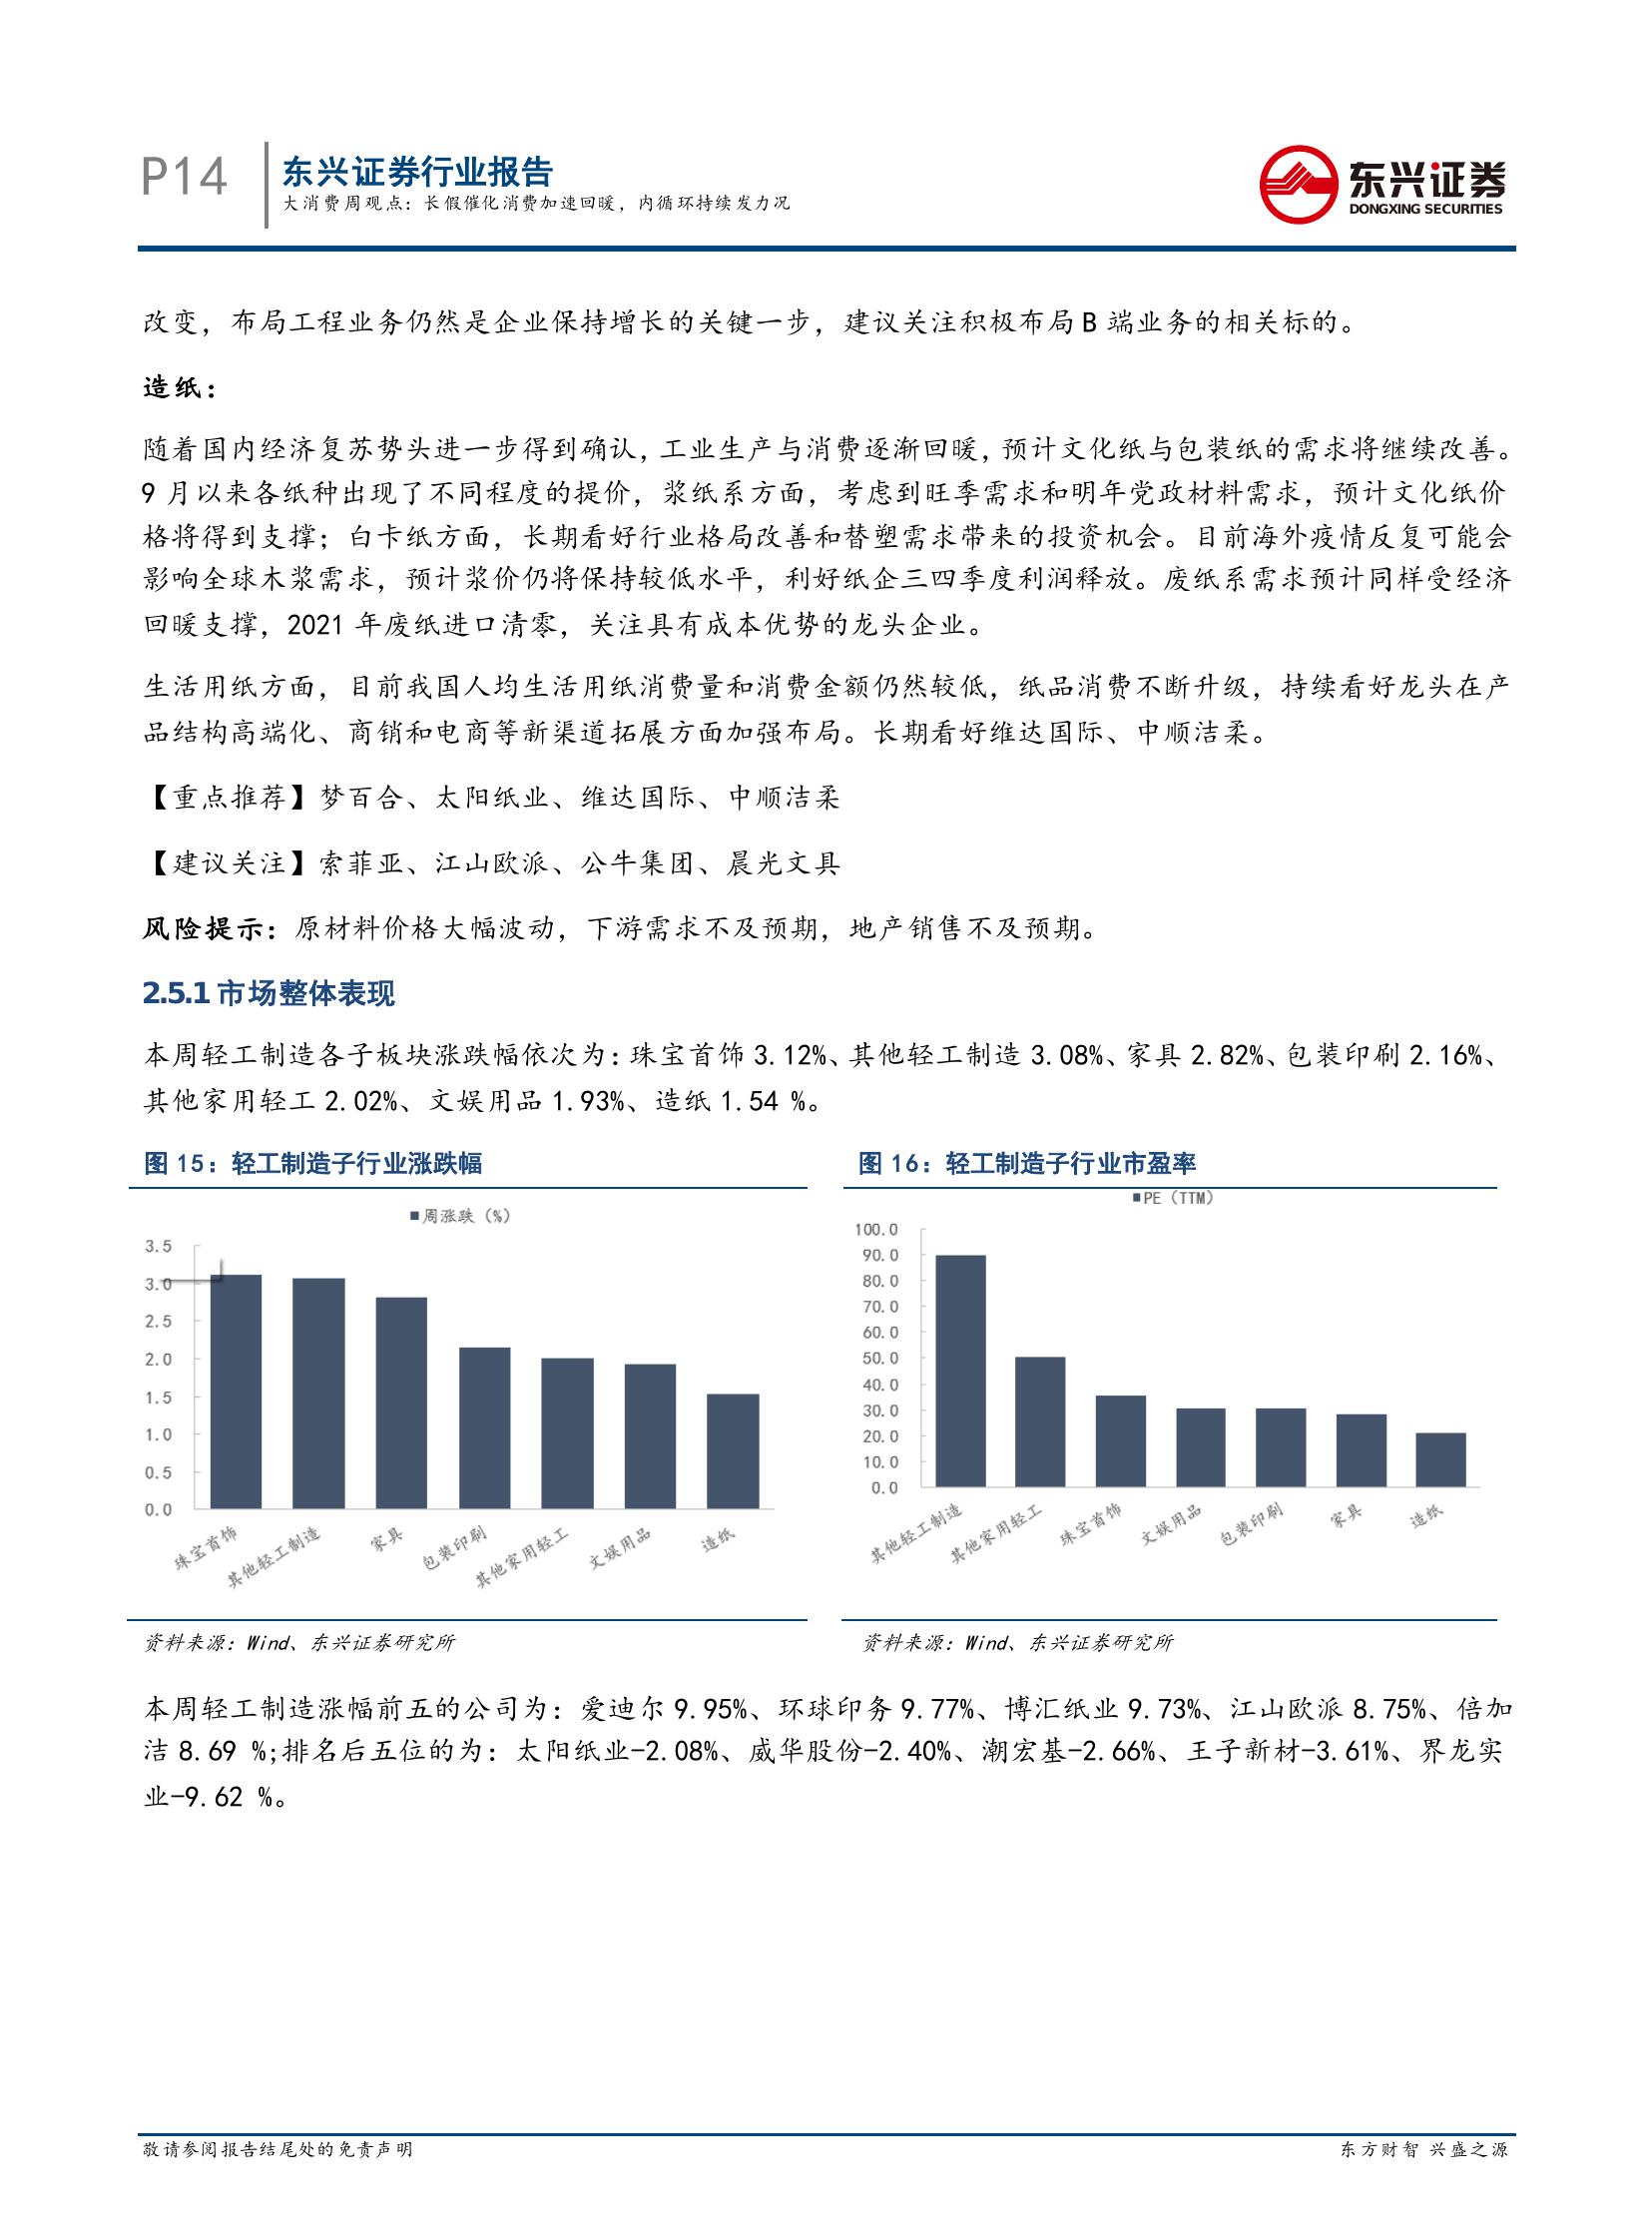 P14
东兴证券行业报告
大消费周观点：长假催化消费加速回暖，内循环持续发力况
东兴证券
DONGXING SECURITIES
改变，布局工程业务仍然是企业保持增长的关键一步，建议关注积极布局 B 端业务的相关标的。
造纸：
随着国内经济复苏势头进一步得到确认，工业生产与消费逐渐回暖，预计文化纸与包装纸的需求将继续改善。
9 月以来各纸种出现了不同程度的提价，浆纸系方面，考虑到旺季需求和明年党政材料需求，预计文化纸价
格将得到支撑；白卡纸方面，长期看好行业格局改善和替塑需求带来的投资机会。目前海外疫情反复可能会
影响全球木浆需求，预计浆价仍将保持较低水平，利好纸企三四季度利润释放。废纸系需求预计同样受经济
回暖支撑，2021 年废纸进口清零，关注具有成本优势的龙头企业。
生活用纸方面，目前我国人均生活用纸消费量和消费金额仍然较低，纸品消费不断升级，持续看好龙头在产
品结构高端化、商销和电商等新渠道拓展方面加强布局。长期看好维达国际、中顺洁柔。
【重点推荐】梦百合、太阳纸业、维达国际、中顺洁柔
【建议关注】索菲亚、江山欧派、公牛集团、晨光文具
风险提示：原材料价格大幅波动，下游需求不及预期，地产销售不及预期。
2.5.1 市场整体表现
本周轻工制造各子板块涨跌幅依次为：珠宝首饰 3.12%、其他轻工制造 3.08%、家具 2.82%、包装印刷 2.16%、
其他家用轻工 2.02%、文娱用品 1.93%、造纸 1.54 %。
图 15：轻工制造子行业涨跌幅
周涨跌（%）
3.5
3.0
2.5
2.0
1.5
1.0
0.5
0.0
珠宝首饰
其他轻工制造
家具
包装印刷
其他家用轻工
文娱用品
造纸
资料来源：Wind、东兴证券研究所
图 16：轻工制造子行业市盈率
PE（TTM）
100.0
90.0
80.0
70.0
60.0
50.0
40.0
30.0
20.0
10.0
0.0
其他轻工制造
其他家用轻工
珠宝首饰
文娱用品
包装印刷
家具
造纸
资料来源：Wind、东兴证券研究所
本周轻工制造涨幅前五的公司为：爱迪尔 9.95%、环球印务 9.77%、博汇纸业 9.73%、江山欧派 8.75%、倍加
洁 8.69 %;排名后五位的为：太阳纸业-2.08%、威华股份-2.40%、潮宏基-2.66%、王子新材-3.61%、界龙实
业-9.62 %。
敬请参阅报告结尾处的免责声明
东方财智 兴盛之源